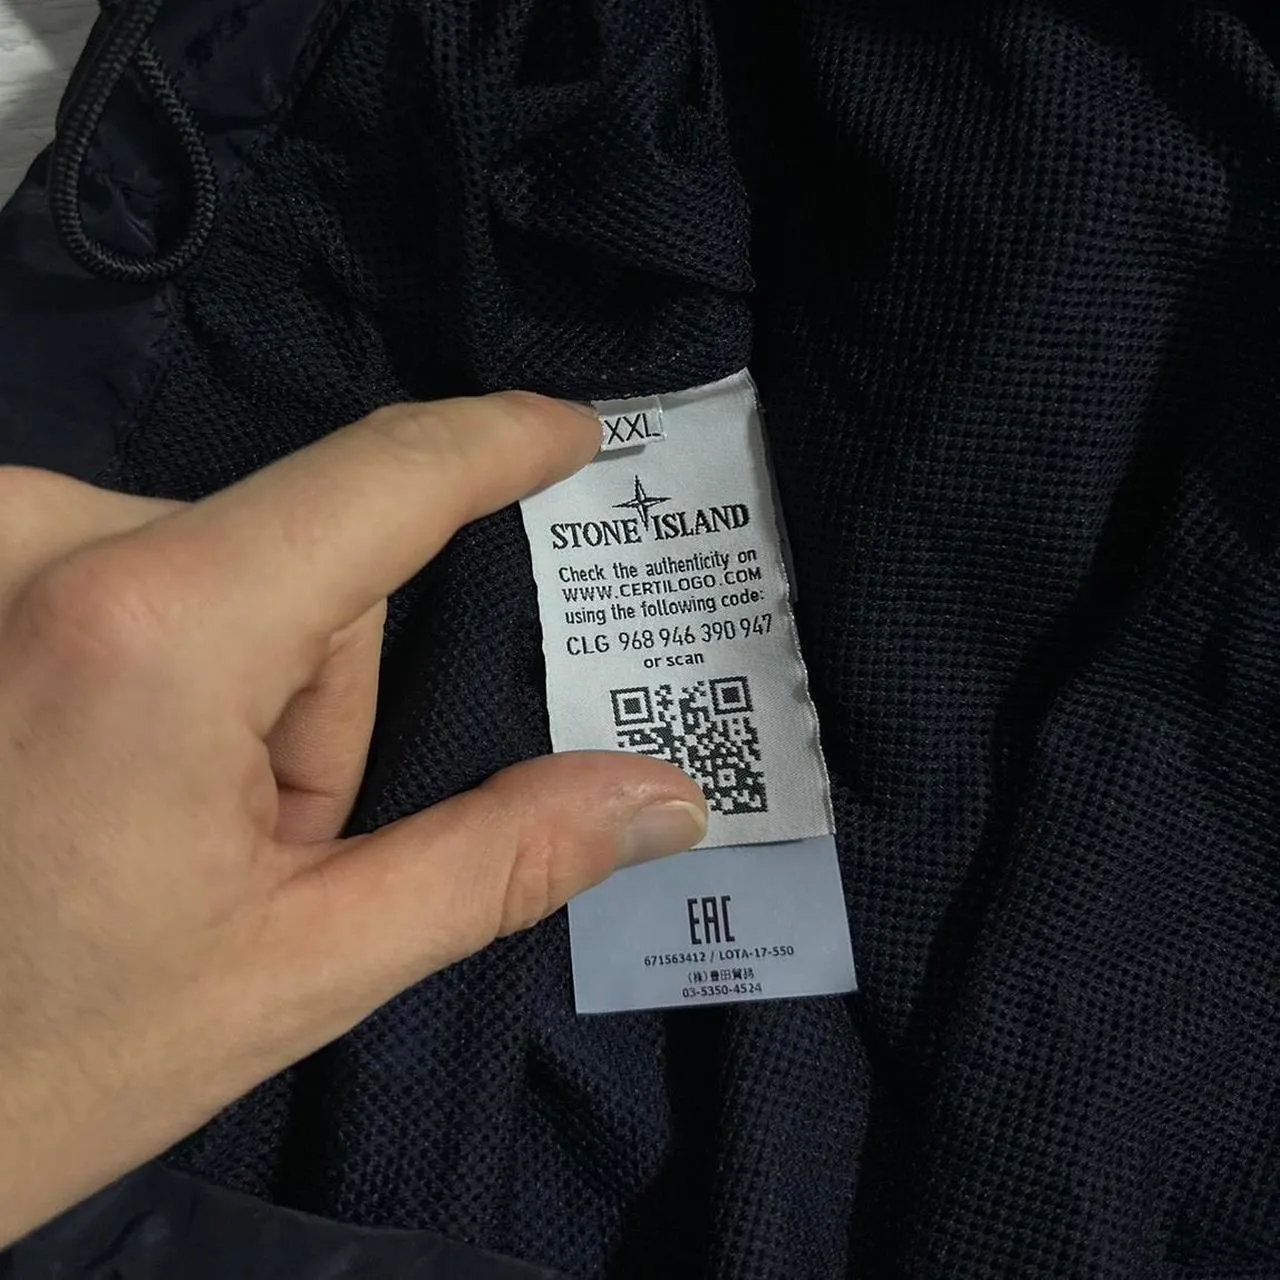 XXL
STONE ISLAND
Check the authenticity on
WWW.CERTILOGO.COM
using the following code:
CLG 968 946 390 947
or scan
EAC
671563412 / LOTA-17-550
(株)豊田貿易
03-5350-4524